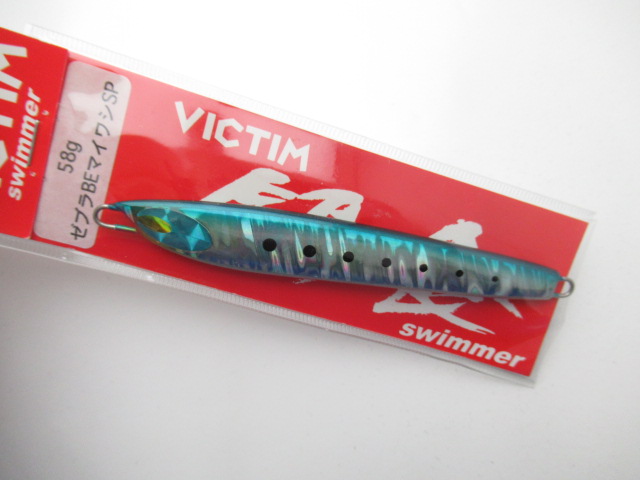 VICTIM
swimmer
58g
ゼブラBEマイワシSP
VICTIM
swimmer